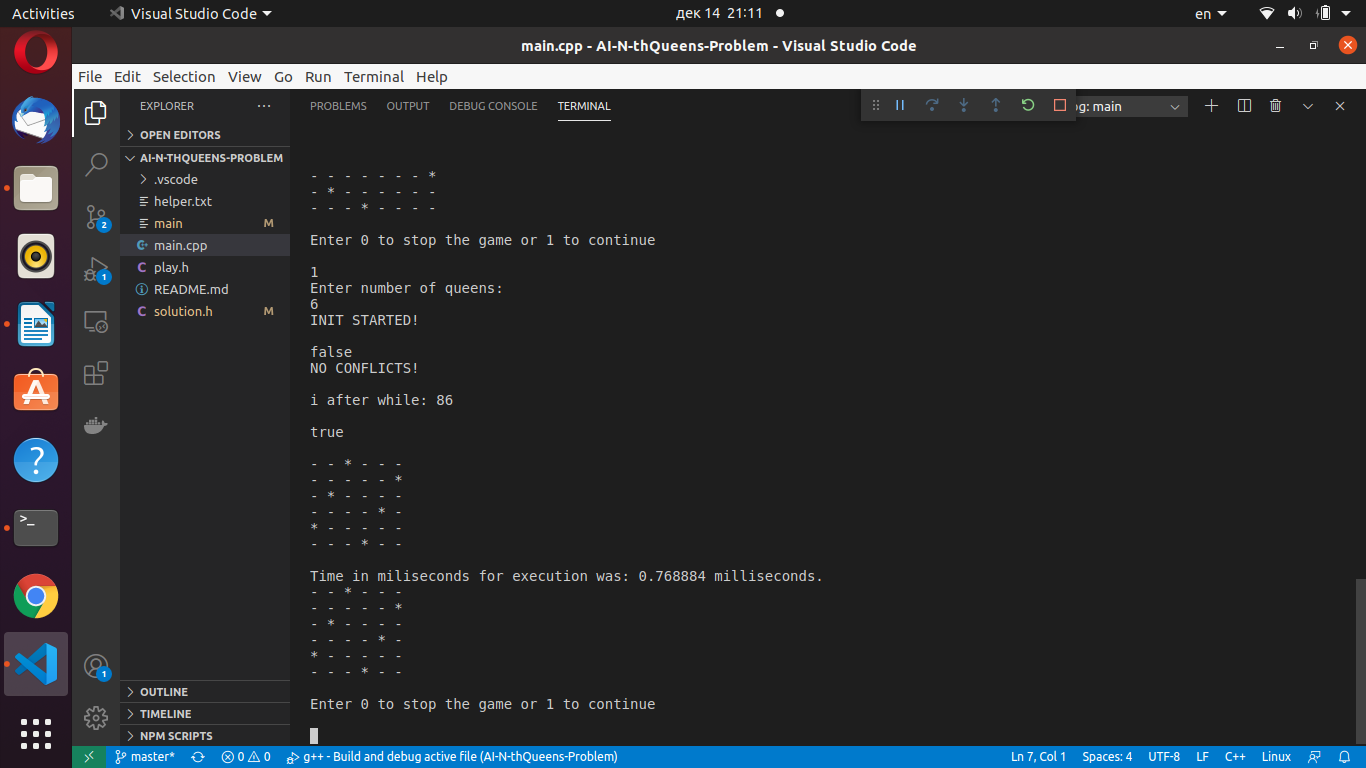 Activities
Visual Studio Code
дек 14 21:11
en
main.cpp - AI-N-thQueens-Problem - Visual Studio Code
File Edit Selection View Go Run Terminal Help
EXPLORER
OPEN EDITORS
AI-N-THQUEENS-PROBLEM
.vscode
helper.txt
main M
main.cpp
play.h
README.md
solution.h M
2
1
1
OUTLINE
TIMELINE
NPM SCRIPTS
PROBLEMS OUTPUT DEBUG CONSOLE TERMINAL
og: main
- - - - - - - *
- * - - - - - -
- - - * - - - -
Enter 0 to stop the game or 1 to continue
1
Enter number of queens:
6
INIT STARTED!
false
NO CONFLICTS!
i after while: 86
true
- - * - - -
- - - - - *
- * - - - -
- - - - * -
* - - - - -
- - - * - -
Time in miliseconds for execution was: 0.768884 milliseconds.
- - * - - -
- - - - - *
- * - - - -
- - - - * -
* - - - - -
- - - * - -
Enter 0 to stop the game or 1 to continue
master* 0 0 g++ - Build and debug active file (AI-N-thQueens-Problem) Ln 7, Col 1 Spaces: 4 UTF-8 LF C++ Linux